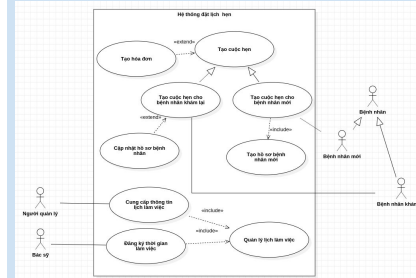 Hệ thống đặt lịch hẹn
Tạo cuộc hẹn
«extend»
Tạo hóa đơn
Tạo cuộc hẹn cho
bệnh nhân khám lại
Tạo cuộc hẹn cho
bệnh nhân mới
«extend»
«include»
Bệnh nhân
Cập nhật hồ sơ bệnh
nhân
Tạo hồ sơ bệnh
nhân mới
Bệnh nhân mới
Bệnh nhân khám
Cung cấp thông tin
lịch làm việc
«include»
Người quản lý
«include»
Quản lý lịch làm việc
Đăng ký thời gian
làm việc
Bác sỹ